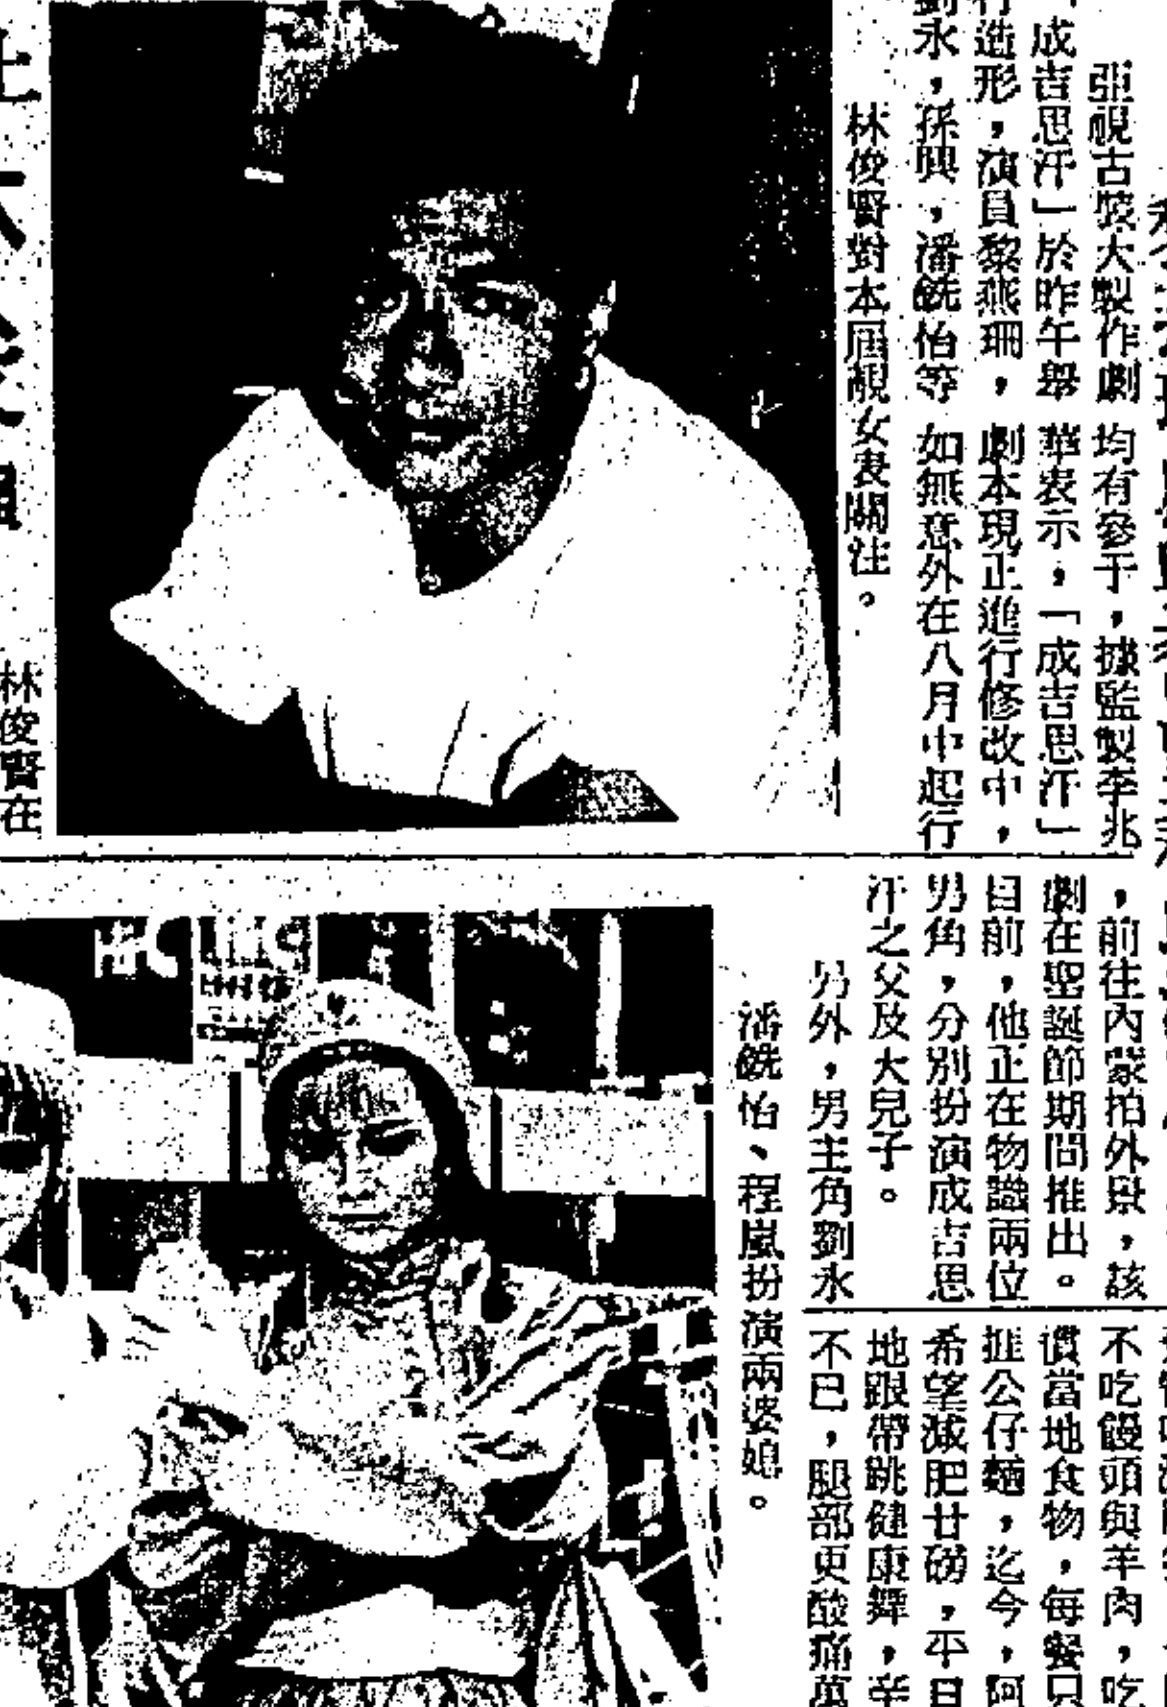 亞視古裝大製作劇
「成吉思汗」於昨午舉
行造形，演員黎燕珊，
劉永，孫興，潘銚怡等
均有參于，據監製李兆
華表示，「成吉思汗」
劇本現正進行修改中，
如無意外在八月中起行
，前往內蒙拍外景，該
劇在聖誕節期間推出。
目前，他正在物識兩位
男角，分別扮演成吉思
汗之父及大兒子。
另外，男主角劉永
不吃饅頭與羊肉，吃
慣當地食物，每餐只
捱公仔麵，迄今，阿
希望減肥廿磅，平日
地跟帶跳健康舞，辛
不已，腿部更酸痛萬
林俊賢對本屆靚女表關注。
潘銚怡、程嵐扮演兩婆媳。
林俊賢在